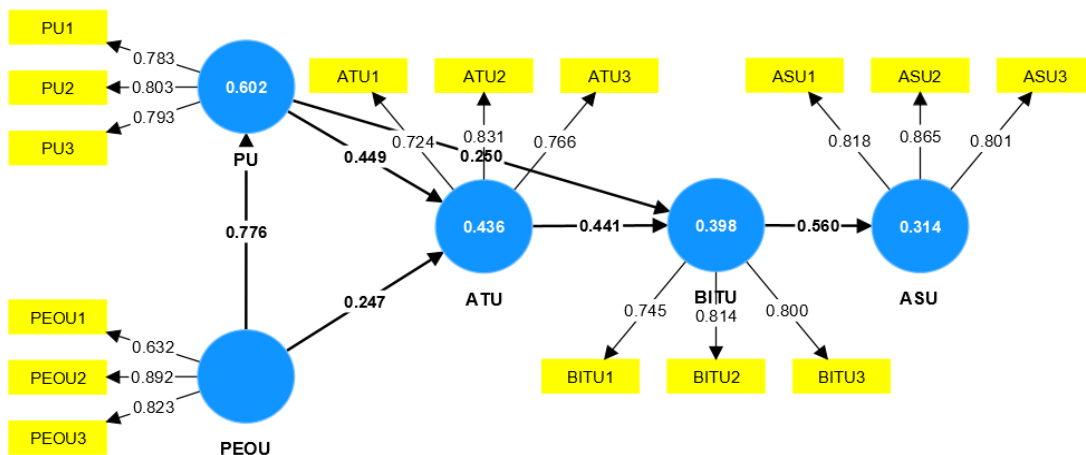 PU1
0.783
PU2
0.803
PU3
0.793
0.602
PU
ATU1
ATU2
ATU3
0.724
0.831
0.766
ASU1
ASU2
ASU3
0.818
0.865
0.801
0.449
0.250
0.776
0.247
0.436
ATU
0.441
0.398
BITU
0.560
0.314
ASU
0.745
0.814
0.800
BITU1
BITU2
BITU3
PEOU1
0.632
PEOU2
0.892
PEOU3
0.823
PEOU